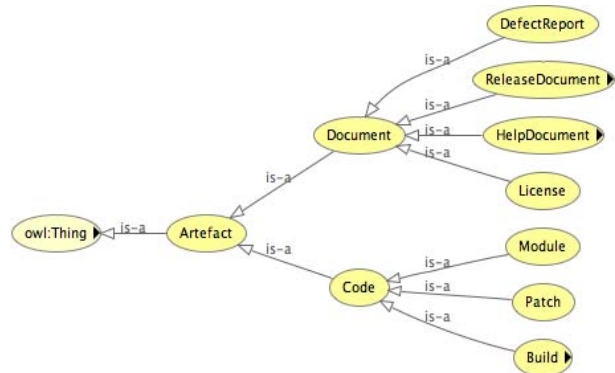 DefectReport
is-a
ReleaseDocument
is-a
Document
is-a
HelpDocument
is-a
is-a
License
owl:Thing
is-a
Artefact
is-a
Module
is-a
Code
is-a
Patch
is-a
Build